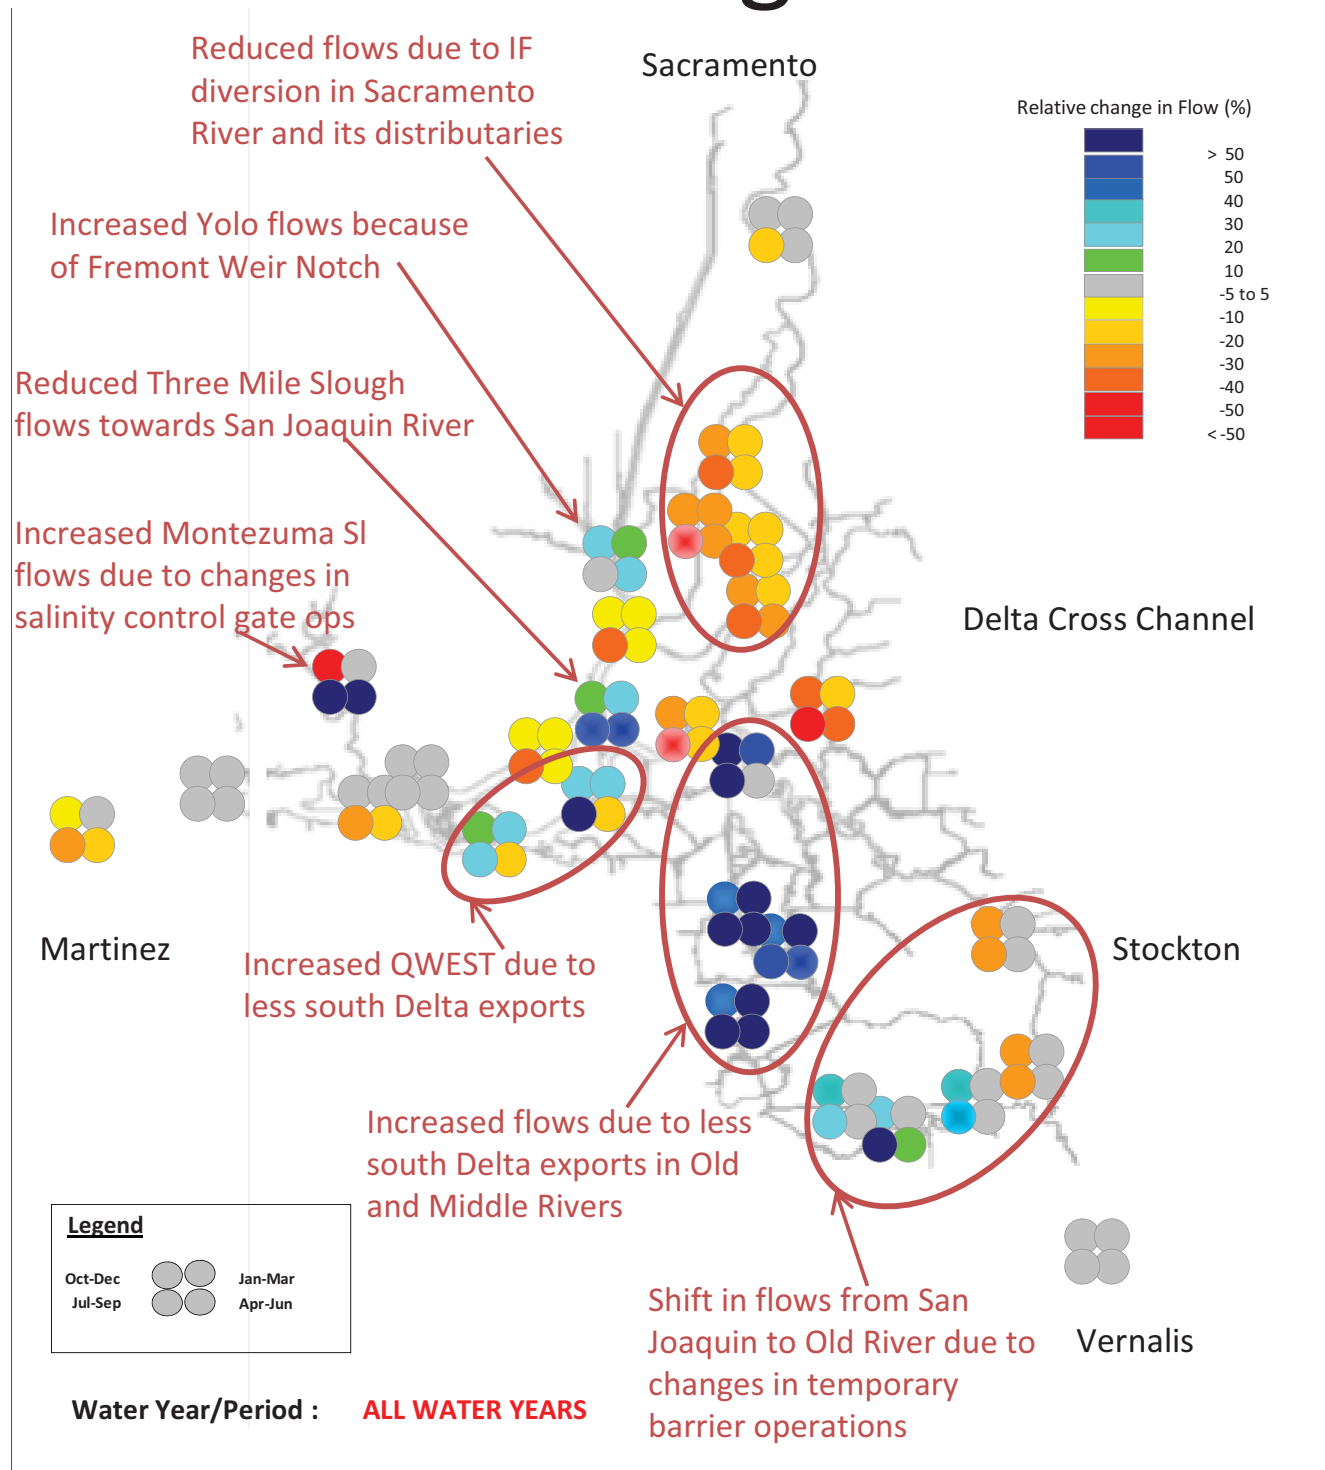 Reduced flows due to IF
diversion in Sacramento
River and its distributaries
Sacramento
Relative change in Flow (%)
> 50
50
40
30
20
10
-5 to 5
-10
-20
-30
-40
-50
< -50
Increased Yolo flows because
of Fremont Weir Notch
Reduced Three Mile Slough
flows towards San Joaquin River
Increased Montezuma Sl
flows due to changes in
salinity control gate ops
Delta Cross Channel
Martinez
Stockton
Increased QWEST due to
less south Delta exports
Increased flows due to less
south Delta exports in Old
and Middle Rivers
Legend
Oct-Dec Jan-Mar
Jul-Sep Apr-Jun
Shift in flows from San
Joaquin to Old River due to
changes in temporary
barrier operations
Vernalis
Water Year/Period : ALL WATER YEARS